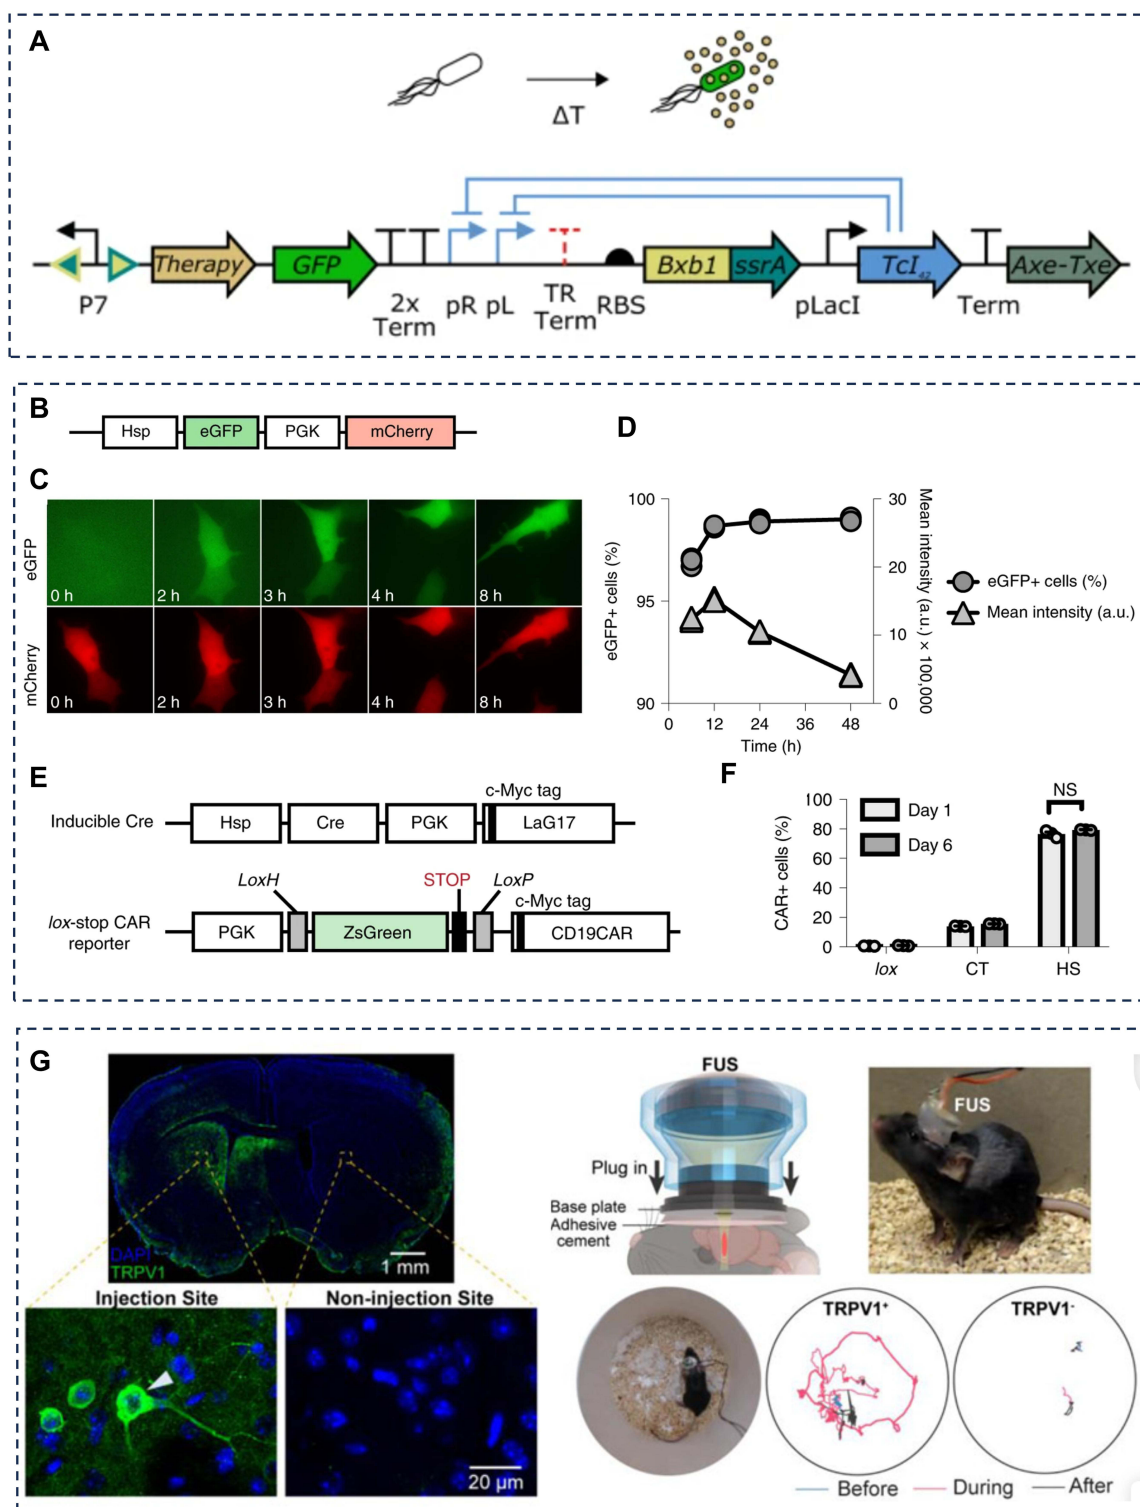 A
ΔT
Therapy
GFP
Bxb1
ssrA
TcI42
Axe-Txe
P7
2x
Term
pR
pL
TR
Term
RBS
pLacI
Term
B
Hsp
eGFP
PGK
mCherry
C
eGFP
0 h
2 h
3 h
4 h
8 h
mCherry
0 h
2 h
3 h
4 h
8 h
D
100
95
90
eGFP+ cells (%)
30
20
10
0
Mean intensity (a.u.) × 100,000
0
12
24
36
48
Time (h)
eGFP+ cells (%)
Mean intensity (a.u.)
E
Inducible Cre
Hsp
Cre
PGK
c-Myc tag
LaG17
LoxH
STOP
LoxP
c-Myc tag
lox-stop CAR
reporter
PGK
ZsGreen
CD19CAR
F
NS
Day 1
Day 6
100
80
60
40
20
0
CAR+ cells (%)
lox
CT
HS
G
DAPI
TRPV1
1 mm
Injection Site
Non-injection Site
20 µm
FUS
Plug in
Base plate
Adhesive
cement
FUS
TRPV1+
TRPV1-
Before
During
After